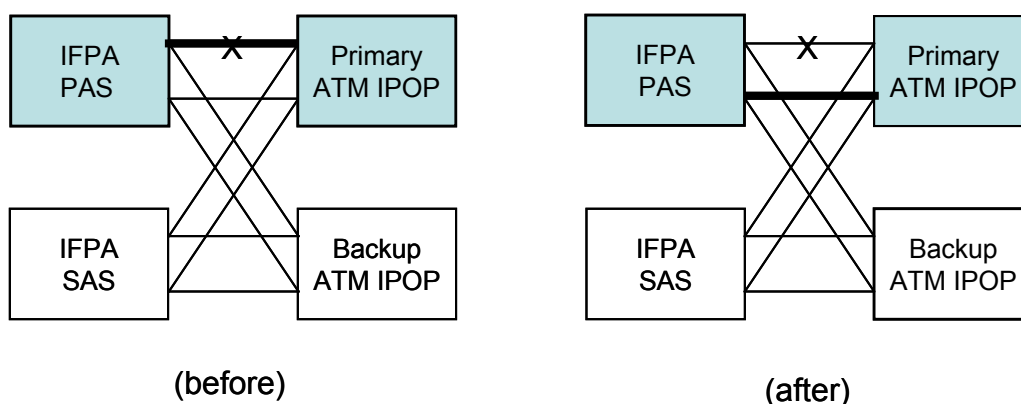 IFPA
PAS
X
Primary
ATM IPOP
IFPA
SAS
Backup
ATM IPOP
(before)
IFPA
PAS
X
Primary
ATM IPOP
IFPA
SAS
Backup
ATM IPOP
(after)